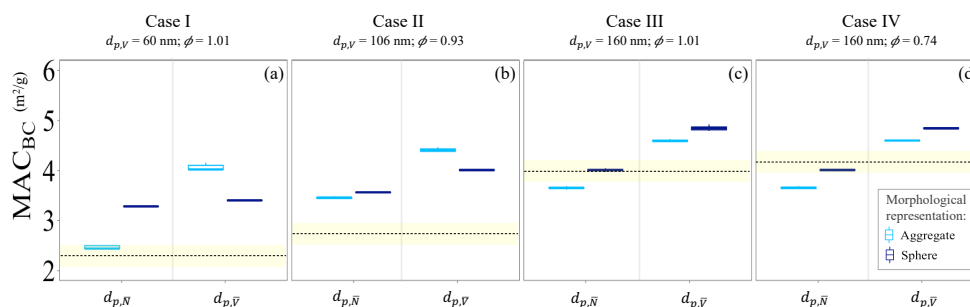 Case I
Case II
Case III
Case IV
d_{p,V} = 60 nm; ϕ = 1.01
d_{p,V} = 106 nm; ϕ = 0.93
d_{p,V} = 160 nm; ϕ = 1.01
d_{p,V} = 160 nm; ϕ = 0.74
MAC_{BC} (m²/g)
6
5
4
3
2
(a)
(b)
(c)
(d
Morphological
representation:
Aggregate
Sphere
d_{p,N̄}
d_{p,V̄}
d_{p,N̄}
d_{p,V̄}
d_{p,N̄}
d_{p,V̄}
d_{p,N̄}
d_{p,V̄}